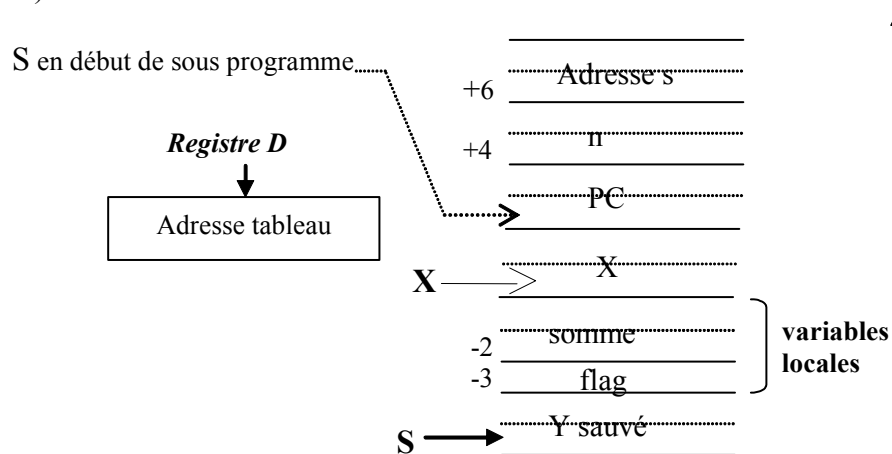 S en début de sous programme
Registre D
Adresse tableau
+6
Adresse s
+4
n
PC
X
X
somme
-2
-3
flag
variables
locales
S
Y sauvé